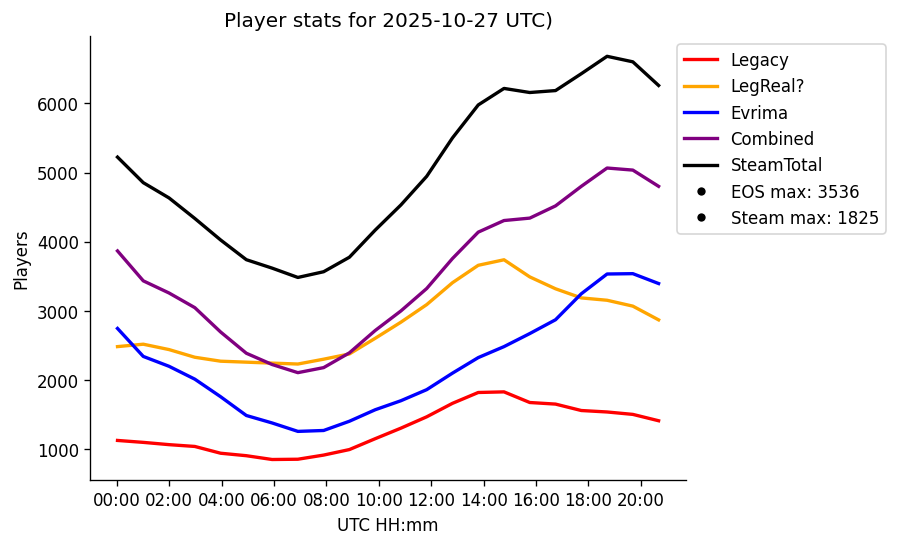 Player stats for 2025-10-27 UTC)
Legacy
LegReal?
Evrima
Combined
SteamTotal
EOS max: 3536
Steam max: 1825
Players
6000
5000
4000
3000
2000
1000
00:00 02:00 04:00 06:00 08:00 10:00 12:00 14:00 16:00 18:00 20:00
UTC HH:mm